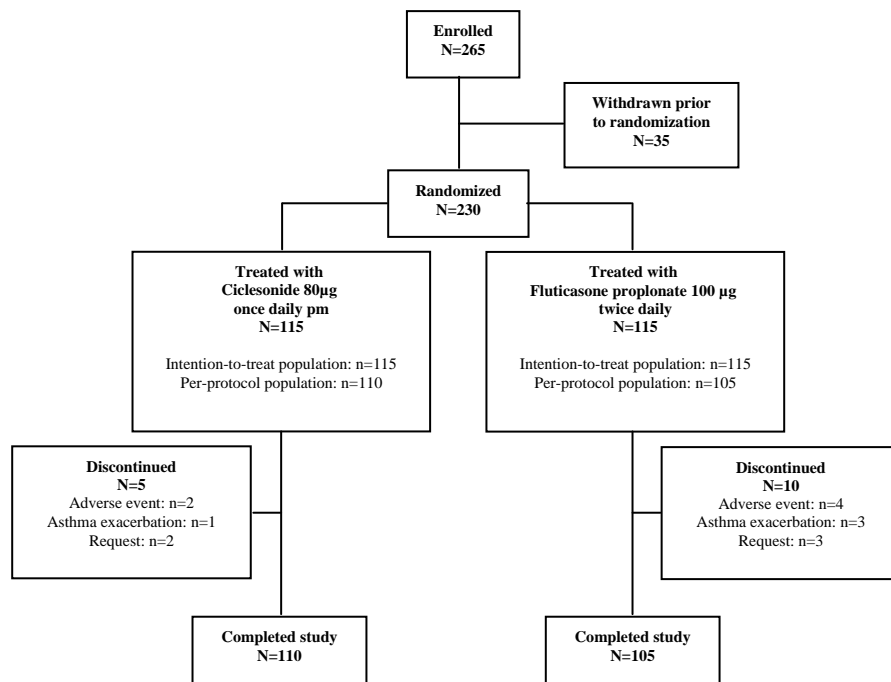 Enrolled
N=265
Withdrawn prior
to randomization
N=35
Randomized
N=230
Treated with
Ciclesonide 80µg
once daily pm
N=115
Intention-to-treat population: n=115
Per-protocol population: n=110
Treated with
Fluticasone proplonate 100 µg
twice daily
N=115
Intention-to-treat population: n=115
Per-protocol population: n=105
Discontinued
N=5
Adverse event: n=2
Asthma exacerbation: n=1
Request: n=2
Discontinued
N=10
Adverse event: n=4
Asthma exacerbation: n=3
Request: n=3
Completed study
N=110
Completed study
N=105